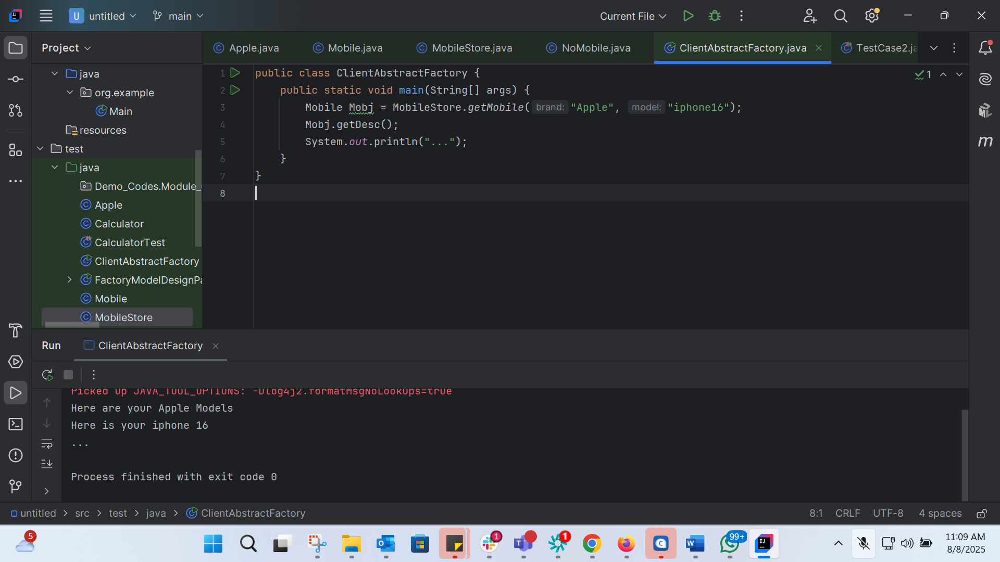 untitled main Current File
Project
Apple.java Mobile.java MobileStore.java NoMobile.java ClientAbstractFactory.java TestCase2.ja
java
org.example
Main
resources
test
java
Demo_Codes.Module_
Apple
Calculator
CalculatorTest
ClientAbstractFactory
FactoryModelDesignPa
Mobile
MobileStore
1 public class ClientAbstractFactory {
2 public static void main(String[] args) {
3 Mobile Mobj = MobileStore.getMobile( brand: "Apple", model: "iphone16");
4 Mobj.getDesc();
5 System.out.println("...");
6 }
7 }
8
1
Run ClientAbstractFactory
Picked up JAVA_TOOL_OPTIONS: -Dlog4j2.formatMsgNoLookups=true
Here are your Apple Models
Here is your iphone 16
...
Process finished with exit code 0
untitled > src > test > java > ClientAbstractFactory
8:1 CRLF UTF-8 4 spaces
5
1
1
99+
11:09 AM
8/8/2025